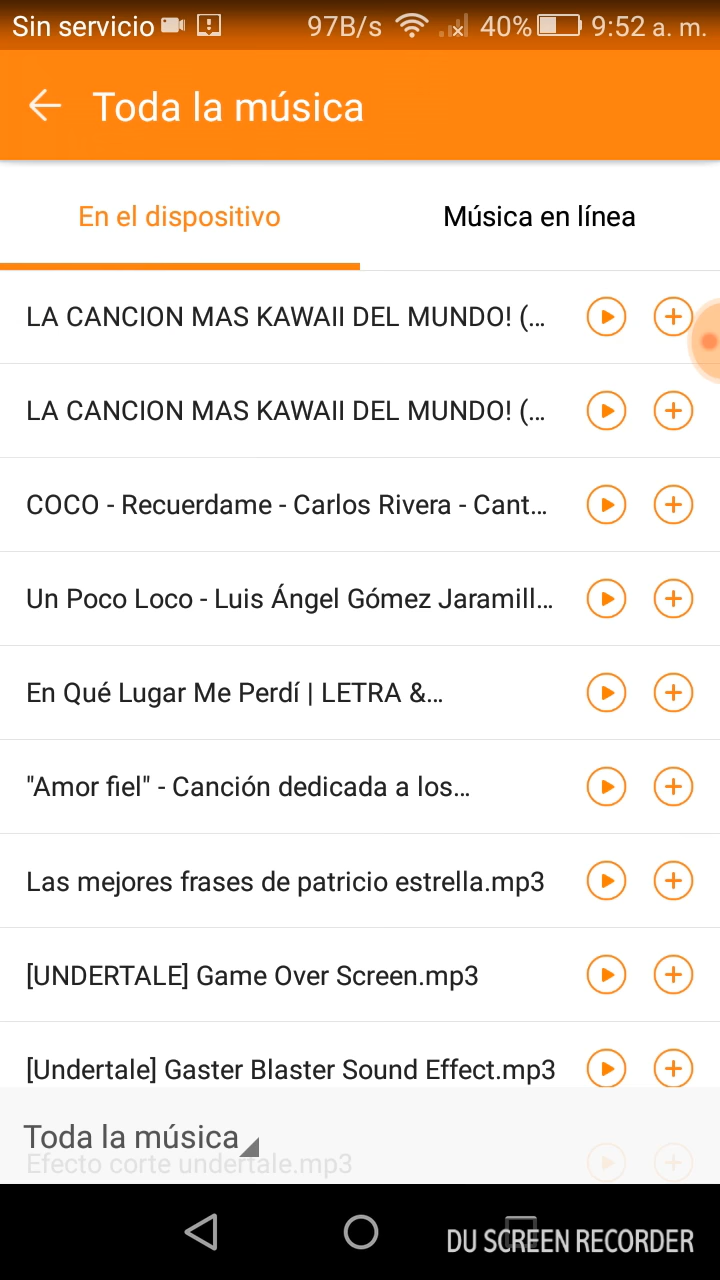 Sin servicio 97B/s 40% 9:52 a. m.
Toda la música
En el dispositivo Música en línea
LA CANCION MAS KAWAII DEL MUNDO! (...
LA CANCION MAS KAWAII DEL MUNDO! (...
COCO - Recuerdame - Carlos Rivera - Cant...
Un Poco Loco - Luis Ángel Gómez Jaramill...
En Qué Lugar Me Perdí | LETRA &...
"Amor fiel" - Canción dedicada a los...
Las mejores frases de patricio estrella.mp3
[UNDERTALE] Game Over Screen.mp3
[Undertale] Gaster Blaster Sound Effect.mp3
Toda la música
Efecto corte undertale.mp3
DU SCREEN RECORDER